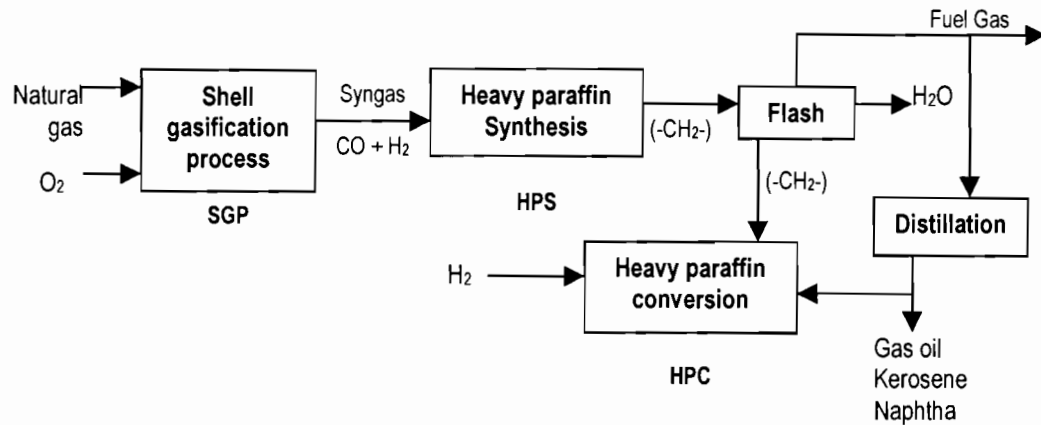 Fuel Gas
Natural
gas
O₂
Shell
gasification
process
SGP
Syngas
CO + H₂
Heavy paraffin
Synthesis
HPS
(-CH₂-)
Flash
H₂O
(-CH₂-)
Distillation
H₂
Heavy paraffin
conversion
HPC
Gas oil
Kerosene
Naphtha